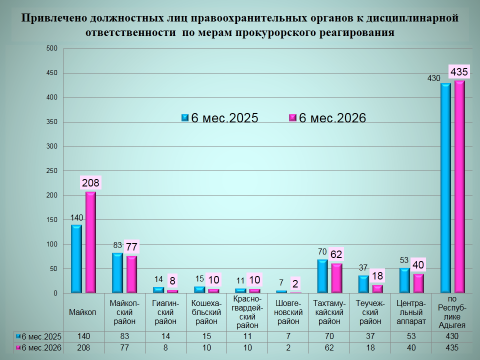 Привлечено должностных лиц правоохранительных органов к дисциплинарной
ответственности по мерам прокурорского реагирования
500
450
400
350
300
250
200
150
100
50
0
6 мес.2025 6 мес.2026
140 208
83 77
14 8
15 10
11 10
7 2
70 62
37 18
53 40
430 435
Майкоп
Майкоп-
ский
район
Гиагин-
ский
район
Кошеха-
бльский
район
Красно-
гвардей-
ский
район
Шовге-
новский
район
Тахтаму-
кайский
район
Теучеж-
ский
район
Централь-
ный
аппарат
по
Респуб-
лике
Адыгея
6 мес.2025 140 83 14 15 11 7 70 37 53 430
6 мес.2026 208 77 8 10 10 2 62 18 40 435